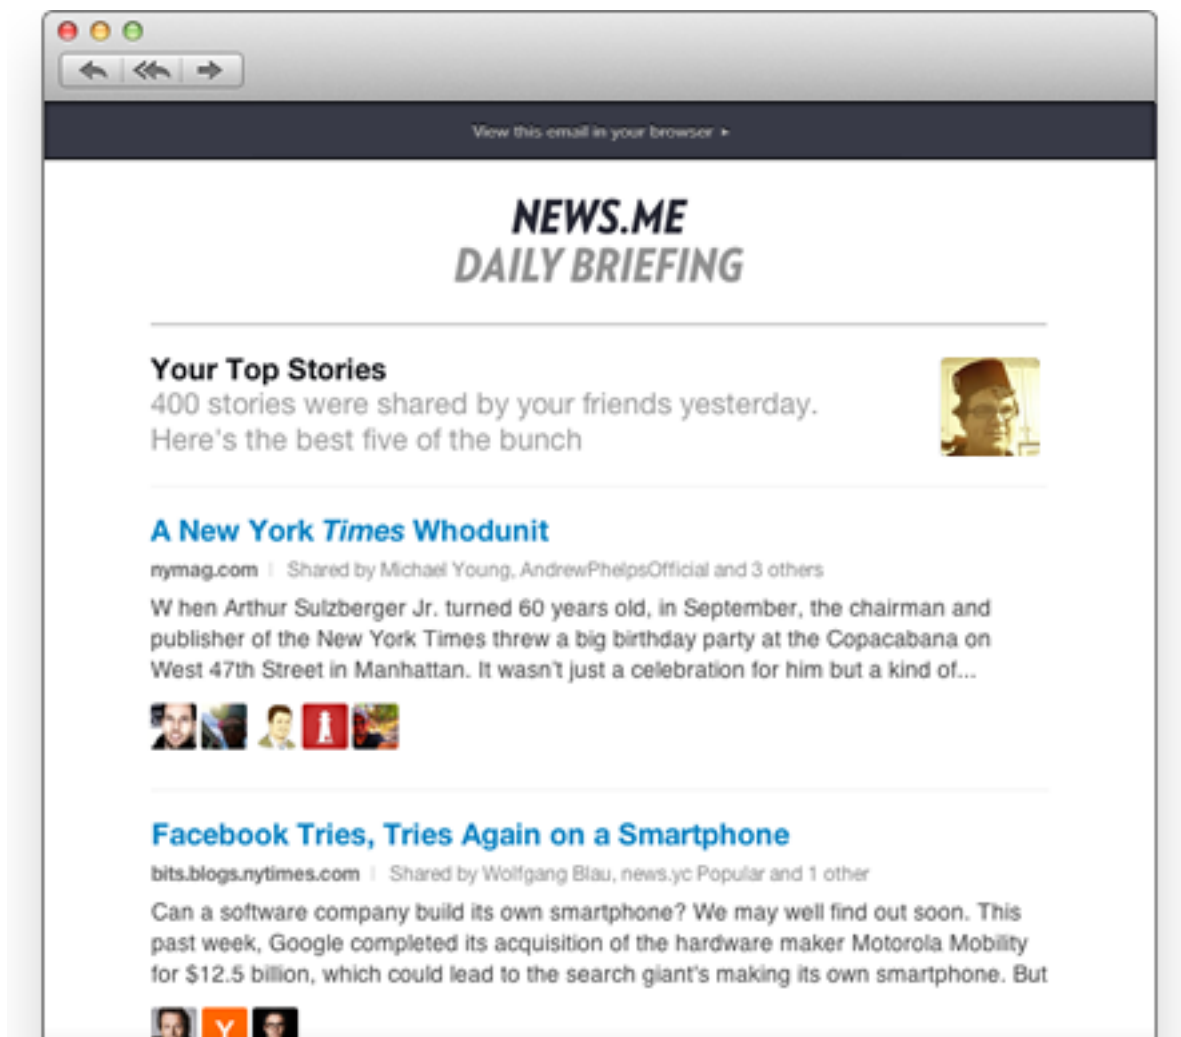 View this email in your browser ▸
NEWS.ME
DAILY BRIEFING
Your Top Stories
400 stories were shared by your friends yesterday.
Here's the best five of the bunch
A New York Times Whodunit
nymag.com | Shared by Michael Young, AndrewPhelpsOfficial and 3 others
W hen Arthur Sulzberger Jr. turned 60 years old, in September, the chairman and
publisher of the New York Times threw a big birthday party at the Copacabana on
West 47th Street in Manhattan. It wasn't just a celebration for him but a kind of...
Facebook Tries, Tries Again on a Smartphone
bits.blogs.nytimes.com | Shared by Wolfgang Blau, news.yc Popular and 1 other
Can a software company build its own smartphone? We may well find out soon. This
past week, Google completed its acquisition of the hardware maker Motorola Mobility
for $12.5 billion, which could lead to the search giant's making its own smartphone. But
Y